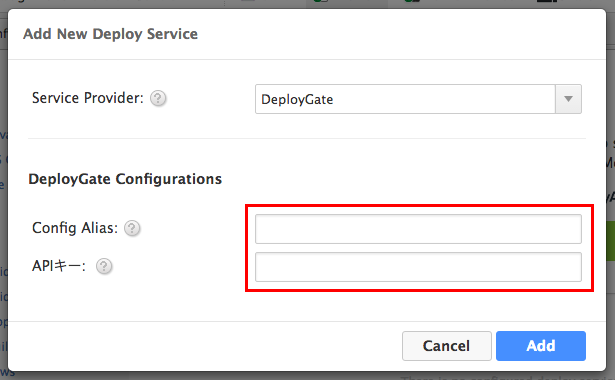 Add New Deploy Service
Service Provider: ?
DeployGate
DeployGate Configurations
Config Alias: ?
APIキー: ?
Cancel
Add